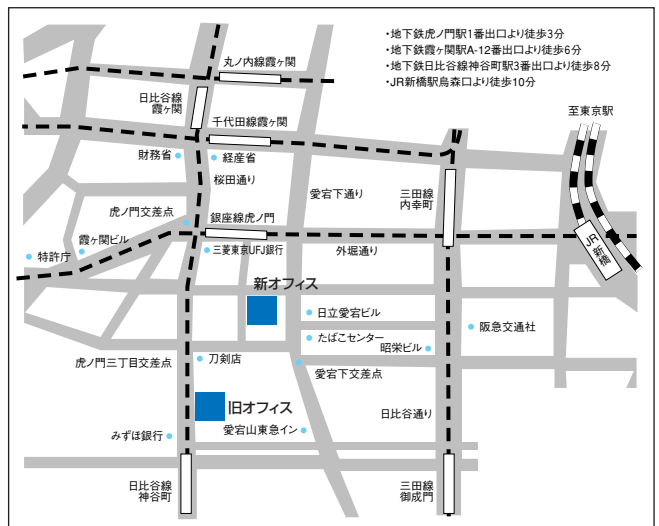 ・地下鉄虎ノ門駅1番出口より徒歩3分
・地下鉄霞ヶ関駅A-12番出口より徒歩6分
・地下鉄日比谷線神谷町駅3番出口より徒歩8分
・JR新橋駅烏森口より徒歩10分
丸ノ内線霞ヶ関
日比谷線
霞ヶ関
千代田線霞ヶ関
至東京駅
財務省
経産省
桜田通り
愛宕下通り
三田線
内幸町
虎ノ門交差点
銀座線虎ノ門
霞ヶ関ビル
特許庁
三菱東京UFJ銀行
外堀通り
JR新橋
新オフィス
日立愛宕ビル
阪急交通社
たばこセンター
昭栄ビル
虎ノ門三丁目交差点
刀剣店
愛宕下交差点
旧オフィス
日比谷通り
みずほ銀行
愛宕山東急イン
日比谷線
神谷町
三田線
御成門